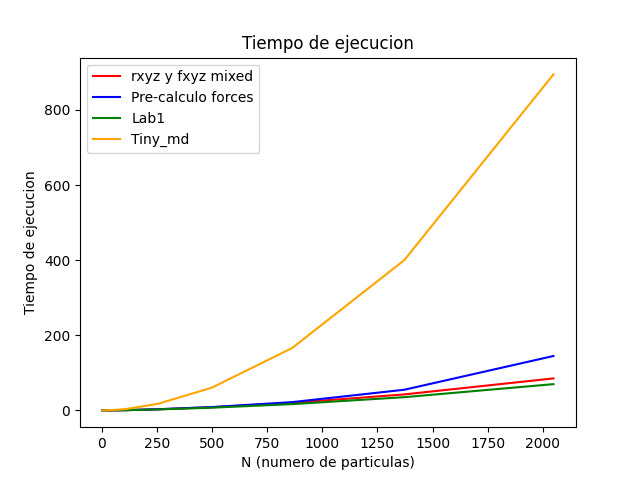 Tiempo de ejecucion
rxyz y fxyz mixed
Pre-calculo forces
Lab1
Tiny_md
Tiempo de ejecucion
800
600
400
200
0
0 250 500 750 1000 1250 1500 1750 2000
N (numero de particulas)